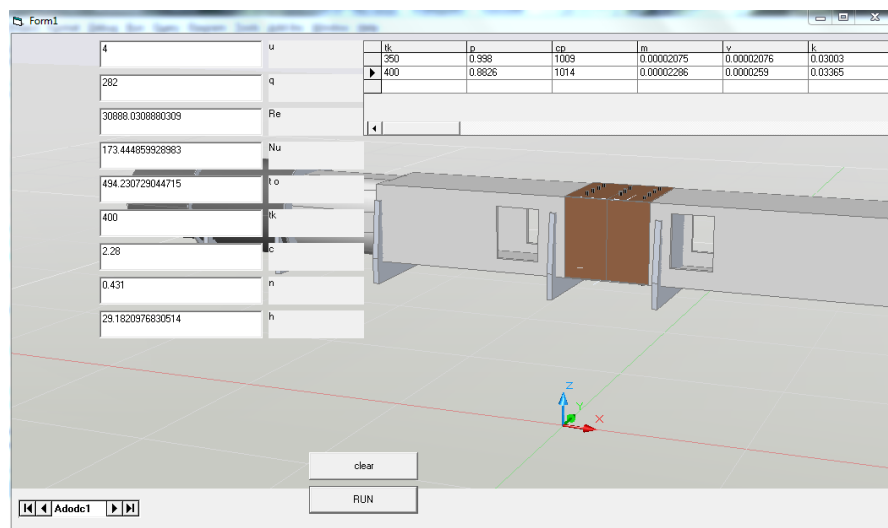 Form1
4 u
282 q
30888.0308880309 Re
173.444859928983 Nu
494.230729044715 t o
400 tk
2.28 c
0.431 n
29.1820976830514 h
tk p cp m v k
350 0.998 1009 0.00002075 0.00002076 0.03003
400 0.8826 1014 0.00002286 0.0000259 0.03365
Z
Y
X
clear
RUN
Adodc1